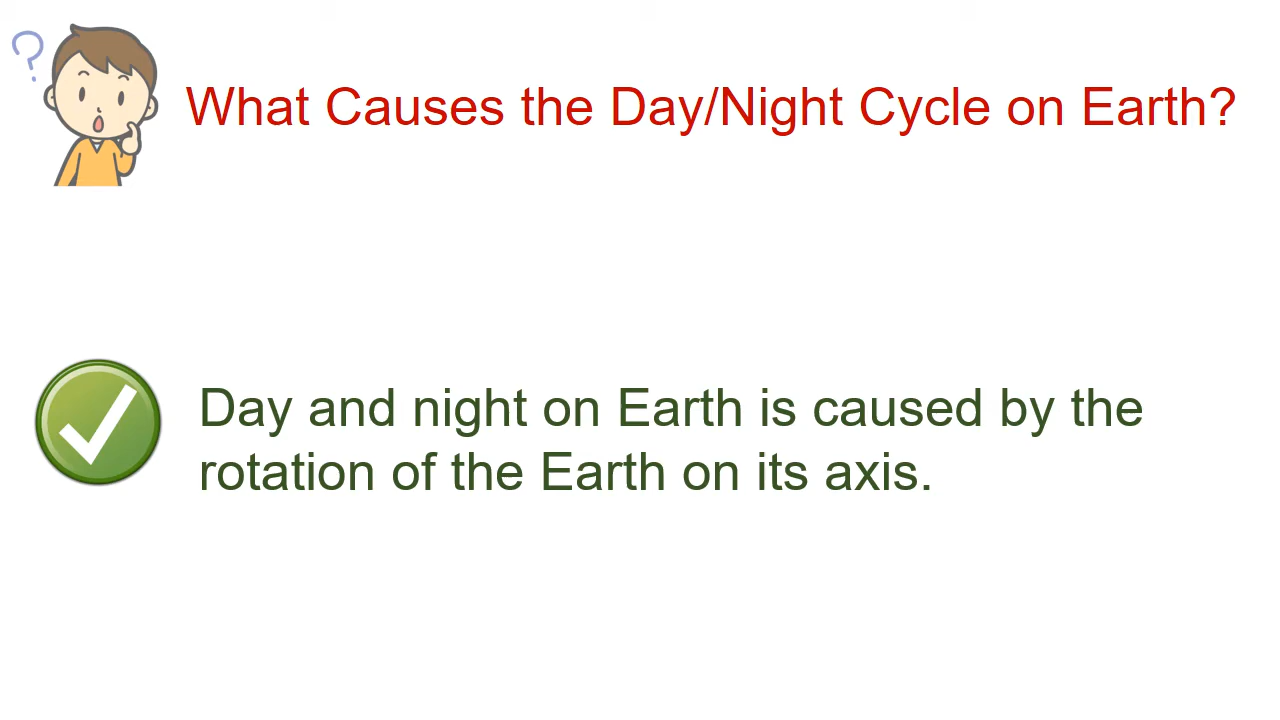 ?
What Causes the Day/Night Cycle on Earth?
Day and night on Earth is caused by the
rotation of the Earth on its axis.